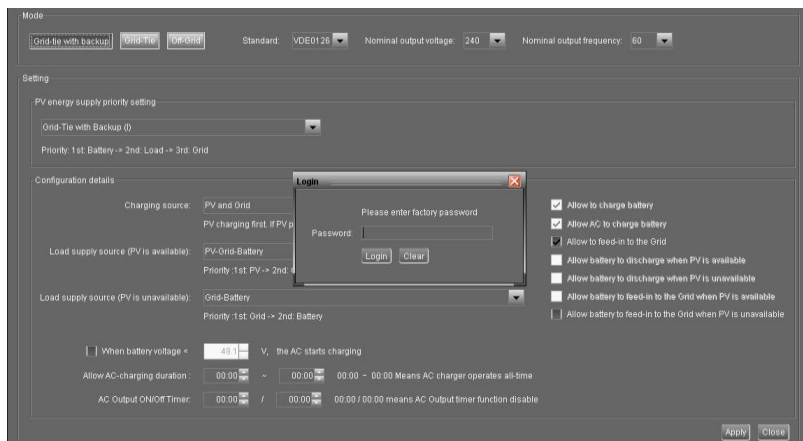 Mode
Grid-tie with backup Grid-Tie Off-Grid Standard: VDE0126 Nominal output voltage: 240 Nominal output frequency: 60
Setting
PV energy supply priority setting
Grid-Tie with Backup (I)
Priority: 1st: Battery -> 2nd: Load -> 3rd: Grid
Configuration details
Login
Please enter factory password
Password:
Login Clear
Charging source: PV and Grid
PV charging first. If PV p
Load supply source (PV is available): PV-Grid-Battery
Priority :1st: PV-> 2nd:
Load supply source (PV is unavailable): Grid-Battery
Priority :1st: Grid -> 2nd: Battery
Allow to charge battery
Allow AC to charge battery
Allow to feed-in to the Grid
Allow battery to discharge when PV is available
Allow battery to discharge when PV is unavailable
Allow battery to feed-in to the Grid when PV is available
Allow battery to feed-in to the Grid when PV is unavailable
When battery voltage < 48.1 V, the AC starts charging
Allow AC-charging duration : 00:00 ~ 00:00 00:00 ~ 00:00 Means AC charger operates all-time
AC Output ON/Off Timer: 00:00 / 00:00 00:00 / 00:00 means AC Output timer function disable
Apply Close